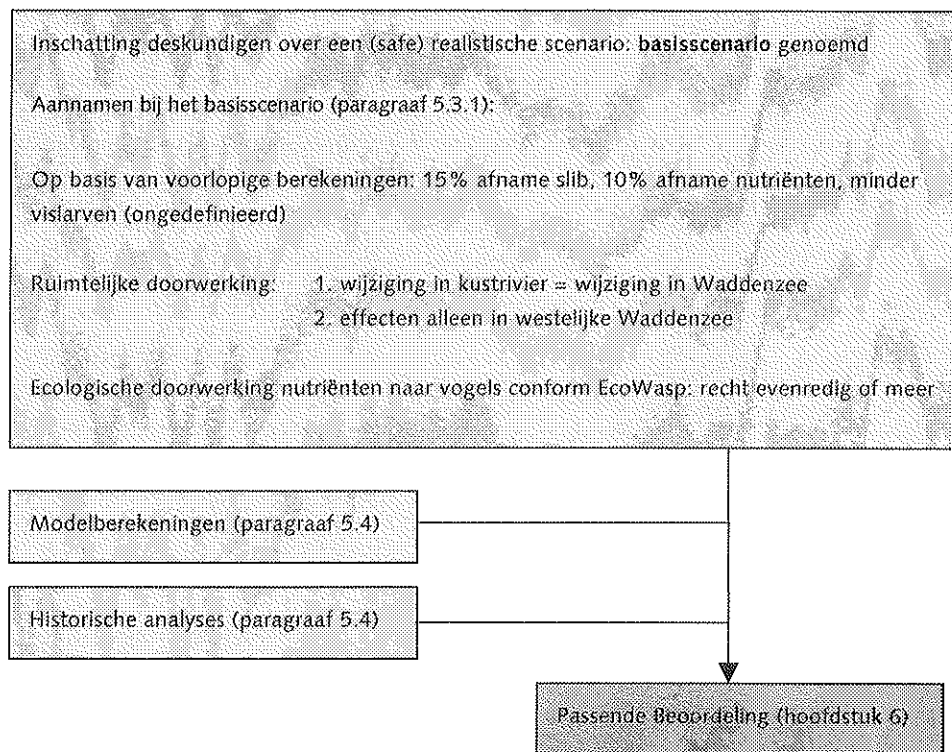 Inschatting deskundigen over een (safe) realistische scenario: basisscenario genoemd
Aannamen bij het basisscenario (paragraaf 5.3.1):
Op basis van voorlopige berekeningen: 15% afname slib, 10% afname nutriënten, minder
vislarven (ongedefinieerd)
Ruimtelijke doorwerking: 1. wijziging in kustrivier = wijziging in Waddenzee
2. effecten alleen in westelijke Waddenzee
Ecologische doorwerking nutriënten naar vogels conform EcoWasp: recht evenredig of meer
Modelberekeningen (paragraaf 5.4)
Historische analyses (paragraaf 5.4)
Passende Beoordeling (hoofdstuk 6)